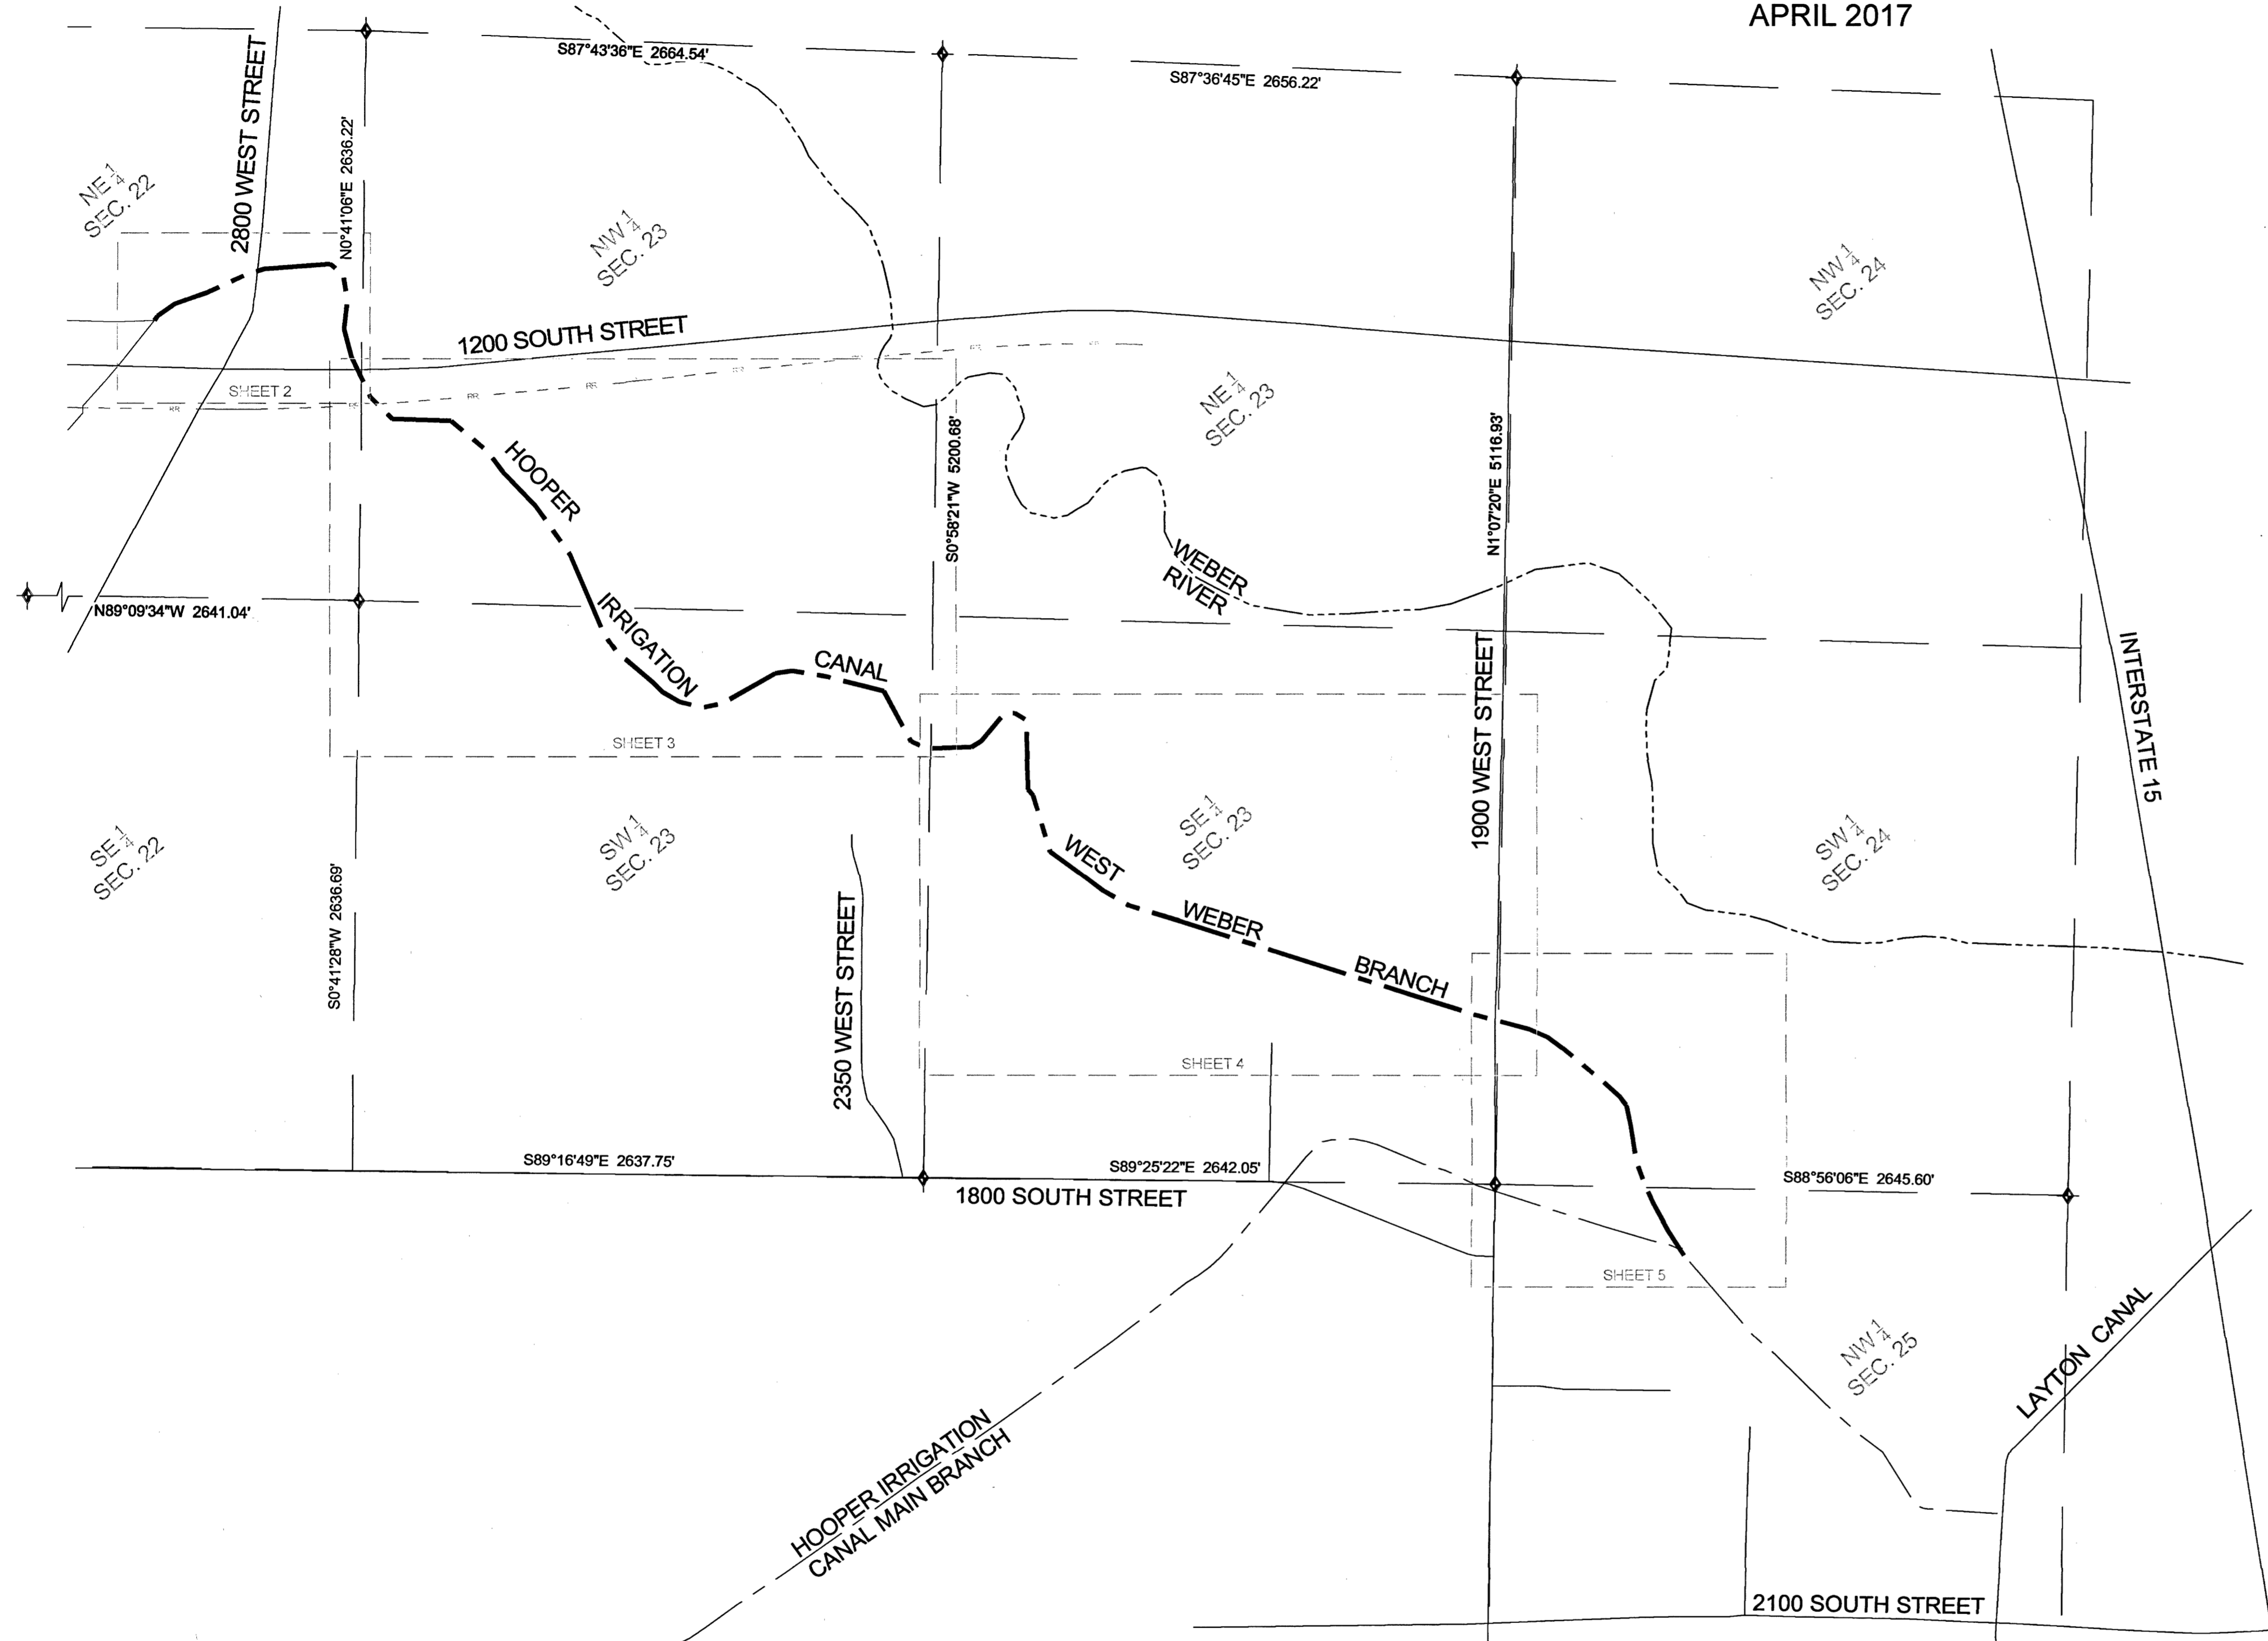 APRIL 2017
S87°43'36"E 2664.54'
S87°36'45"E 2656.22'
2800 WEST STREET
N0°41'06"E 2636.22'
NE 1/4
SEC. 22
NW 1/4
SEC. 23
NW 1/4
SEC. 24
1200 SOUTH STREET
SHEET 2
RR
RR
RR
RR
RR
RR
RR
NE 1/4
SEC. 23
S0°58'21"W 5200.68'
N1°07'20"E 5116.93'
HOOPER
IRRIGATION
CANAL
WEBER
RIVER
N89°09'34"W 2641.04'
1900 WEST STREET
INTERSTATE 15
SHEET 3
SE 1/4
SEC. 22
SW 1/4
SEC. 23
SE 1/4
SEC. 23
SW 1/4
SEC. 24
S0°41'28"W 2636.69'
2350 WEST STREET
WEST
WEBER
BRANCH
SHEET 4
S89°16'49"E 2637.75'
S89°25'22"E 2642.05'
S88°56'06"E 2645.60'
1800 SOUTH STREET
SHEET 5
NW 1/4
SEC. 25
LAYTON CANAL
HOOPER IRRIGATION
CANAL MAIN BRANCH
2100 SOUTH STREET